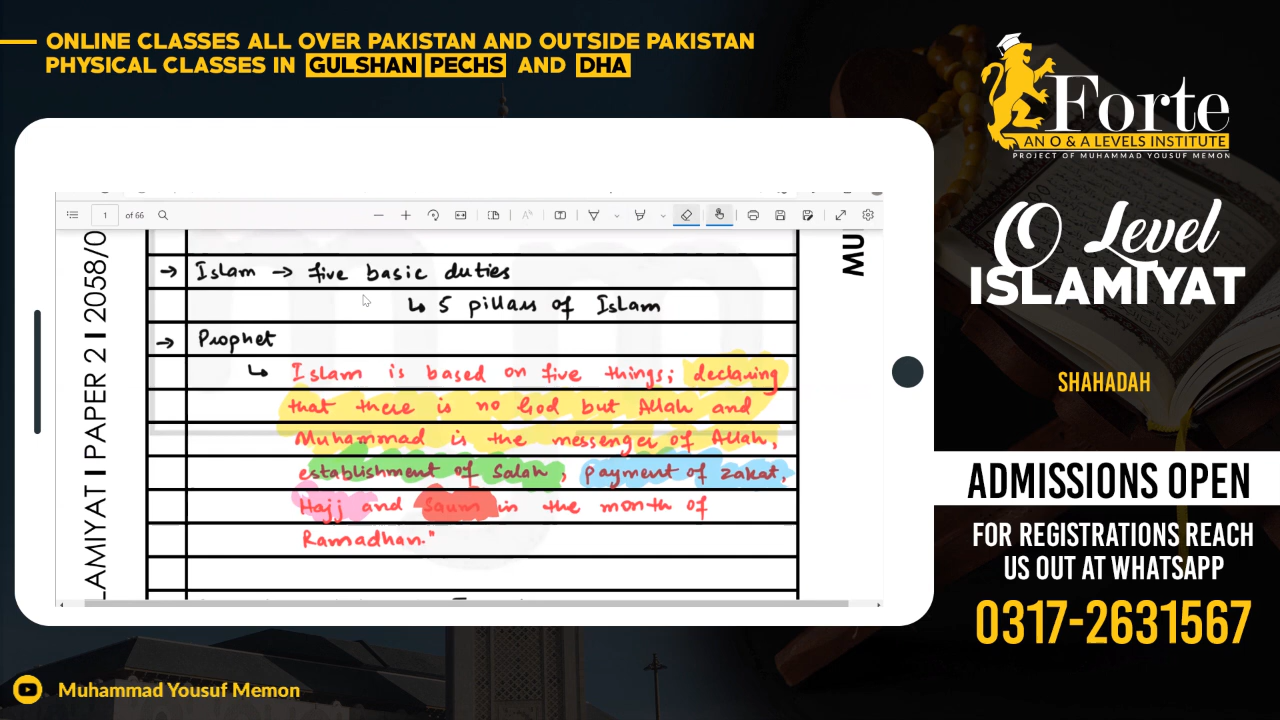 ONLINE CLASSES ALL OVER PAKISTAN AND OUTSIDE PAKISTAN
PHYSICAL CLASSES IN GULSHAN PECHS AND DHA
Forte
AN O & A LEVELS INSTITUTE
PROJECT OF MUHAMMAD YOUSUF MEMON
O Level
ISLAMIYAT
SHAHADAH
ADMISSIONS OPEN
FOR REGISTRATIONS REACH
US OUT AT WHATSAPP
0317-2631567
1 of 66
LAMIYAT I PAPER 2 I 2058/0
MU
→ Islam → five basic duties
↳ 5 pillars of Islam
→ Prophet
↳ Islam is based on five things; declaring
that there is no God but Allah and
Muhammad is the messenger of Allah,
establishment of Salah, payment of zakat,
Hajj and Saum in the month of
Ramadhan."
Muhammad Yousuf Memon